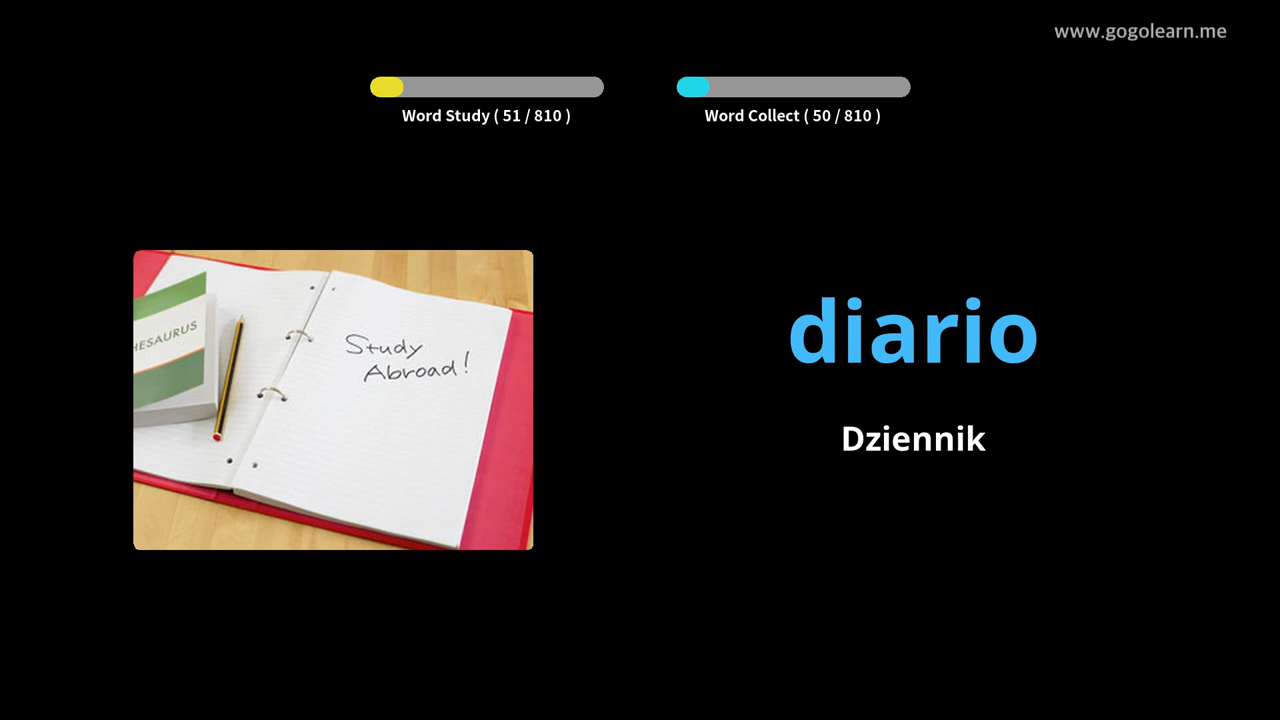 www.gogolearn.me
Word Study ( 51 / 810 )
Word Collect ( 50 / 810 )
HESAURUS
Study
Abroad!
diario
Dziennik